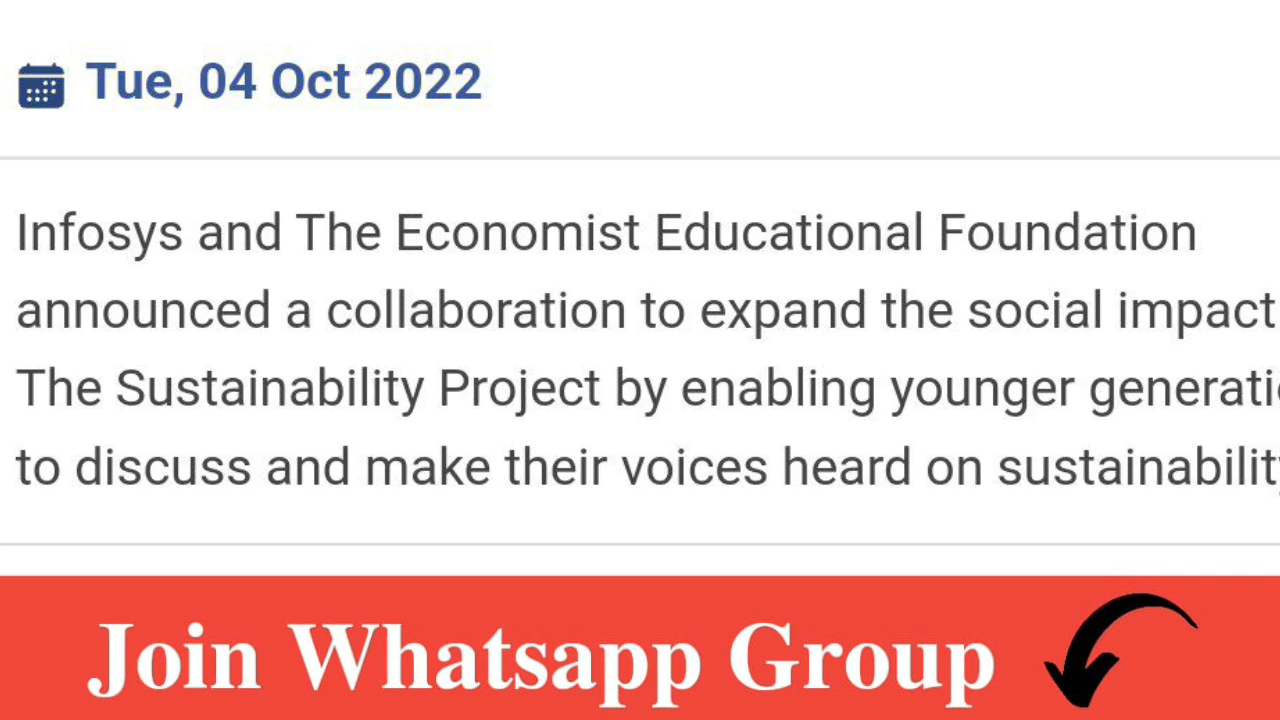 Tue, 04 Oct 2022
Infosys and The Economist Educational Foundation
announced a collaboration to expand the social impact
The Sustainability Project by enabling younger
to discuss and make their voices heard on
Join Whatsapp Group